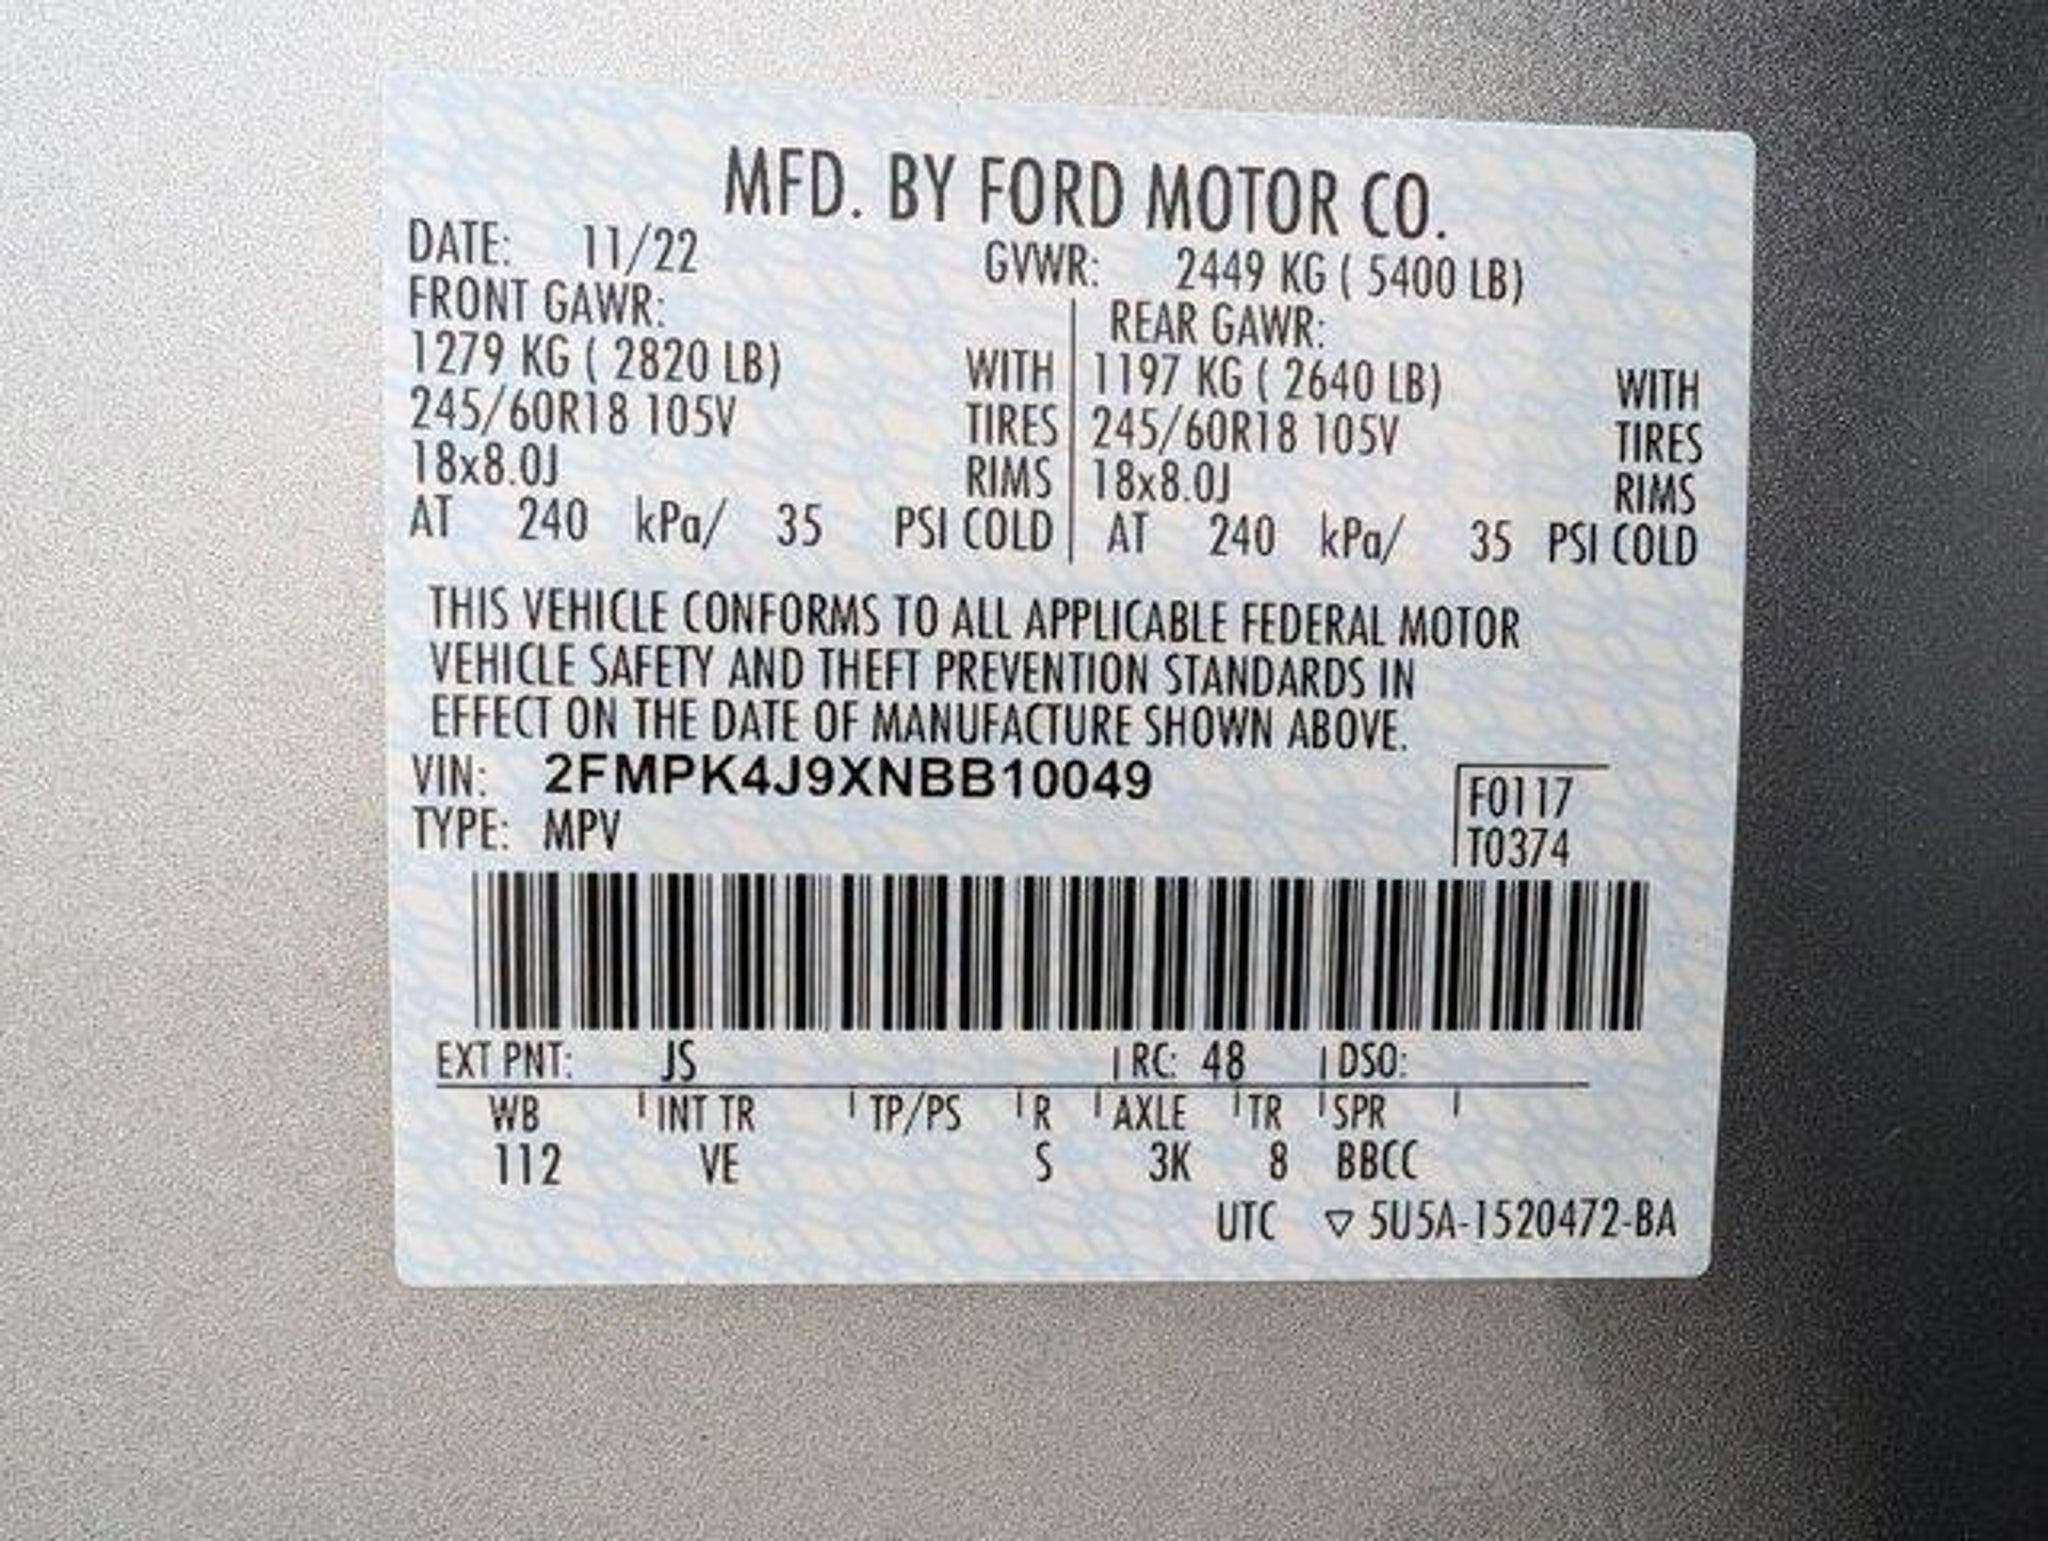 MFD. BY FORD MOTOR CO.
DATE: 11/22 GVWR: 2449 KG ( 5400 LB)
FRONT GAWR: REAR GAWR:
1279 KG ( 2820 LB) WITH 1197 KG ( 2640 LB) WITH
245/60R18 105V TIRES 245/60R18 105V TIRES
18x8.0J RIMS 18x8.0J RIMS
AT 240 kPa/ 35 PSI COLD AT 240 kPa/ 35 PSI COLD
THIS VEHICLE CONFORMS TO ALL APPLICABLE FEDERAL MOTOR
VEHICLE SAFETY AND THEFT PREVENTION STANDARDS IN
EFFECT ON THE DATE OF MANUFACTURE SHOWN ABOVE.
VIN: 2FMPK4J9XNBB10049 F0117
TYPE: MPV T0374
EXT PNT: JS RC: 48 DSO:
WB INT TR TP/PS R AXLE TR SPR
112 VE S 3K 8 BBCC
UTC ▽ 5U5A-1520472-BA